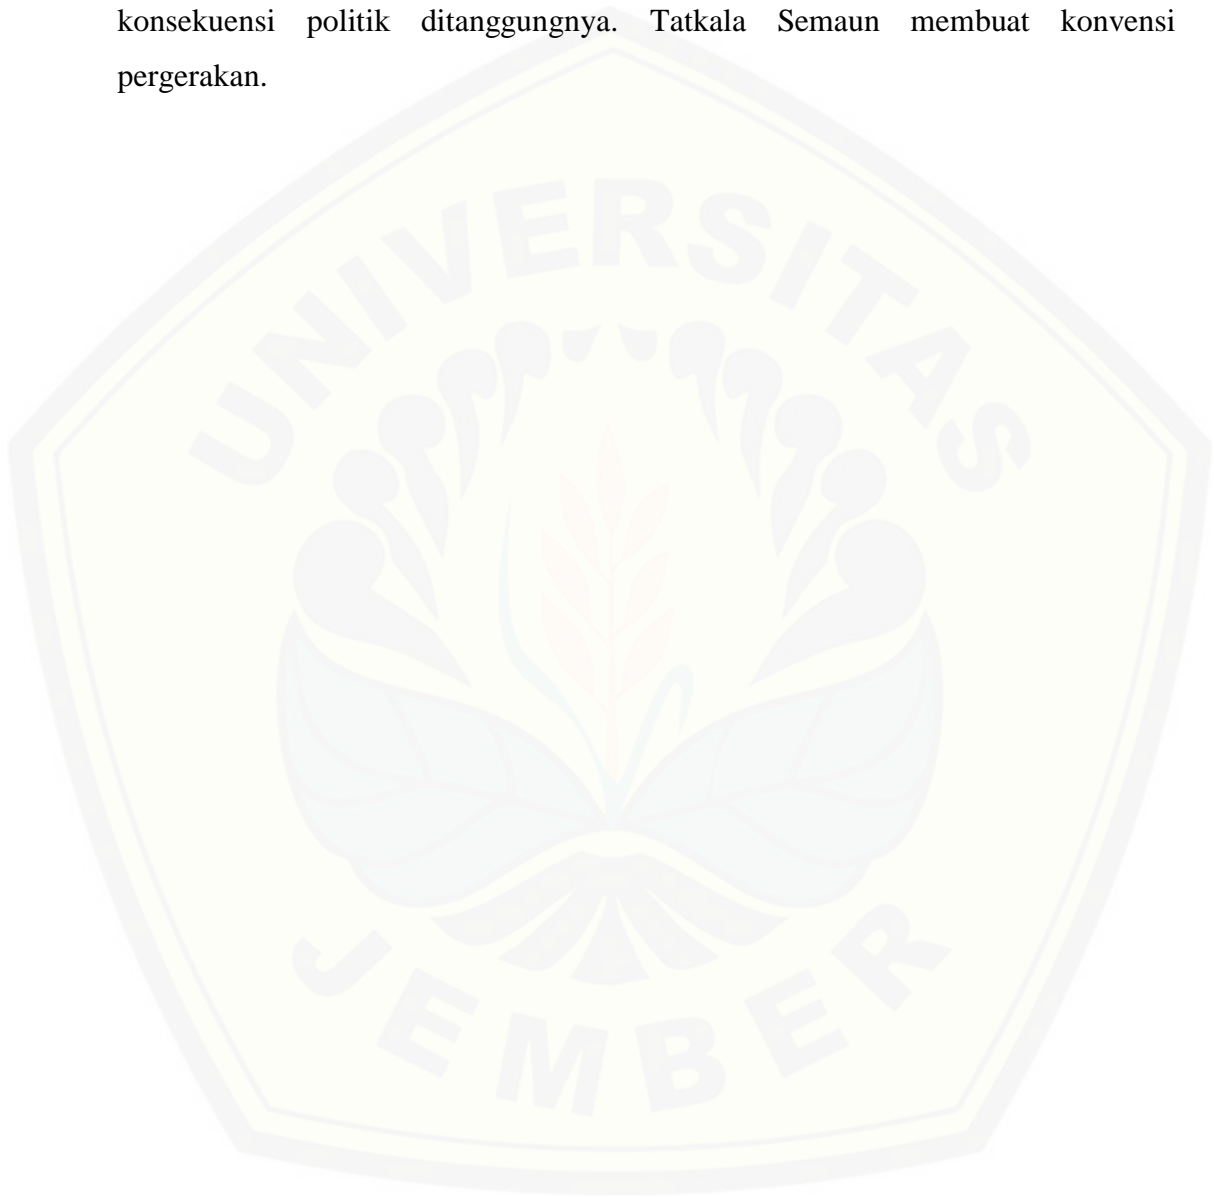 konsekuensi politik ditanggungnya. Tatkala Semaun membuat konvensi
pergerakan.
UNIVERSITAS
JEMBER